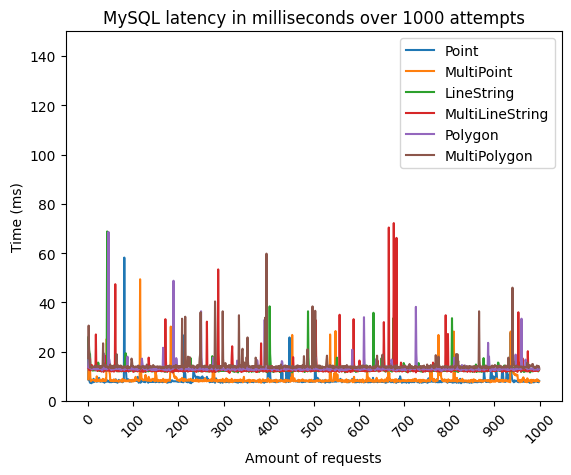 MySQL latency in milliseconds over 1000 attempts
Time (ms)
140
120
100
80
60
40
20
0
Point
MultiPoint
LineString
MultiLineString
Polygon
MultiPolygon
0 100 200 300 400 500 600 700 800 900 1000
Amount of requests